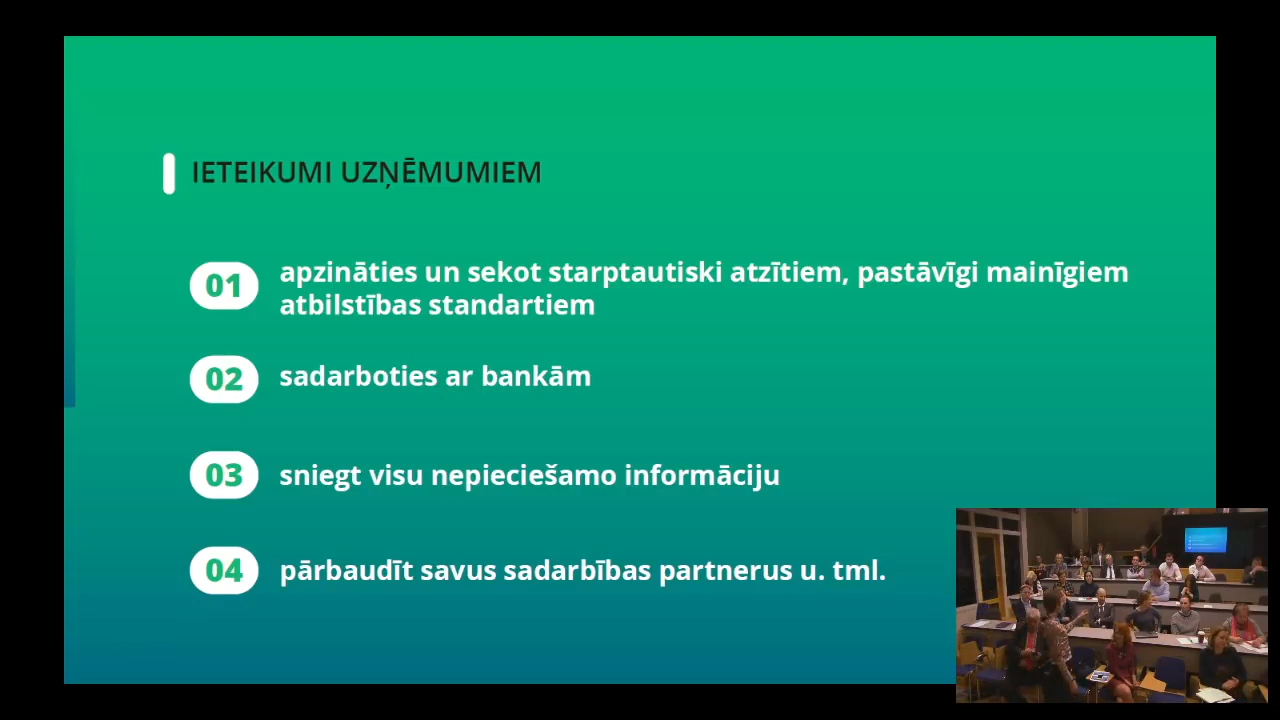 IETEIKUMI UZŅĒMUMIEM
01 apzināties un sekot starptautiski atzītiem, pastāvīgi mainīgiem
atbilstības standartiem
02 sadarboties ar bankām
03 sniegt visu nepieciešamo informāciju
04 pārbaudīt savus sadarbības partnerus u. tml.